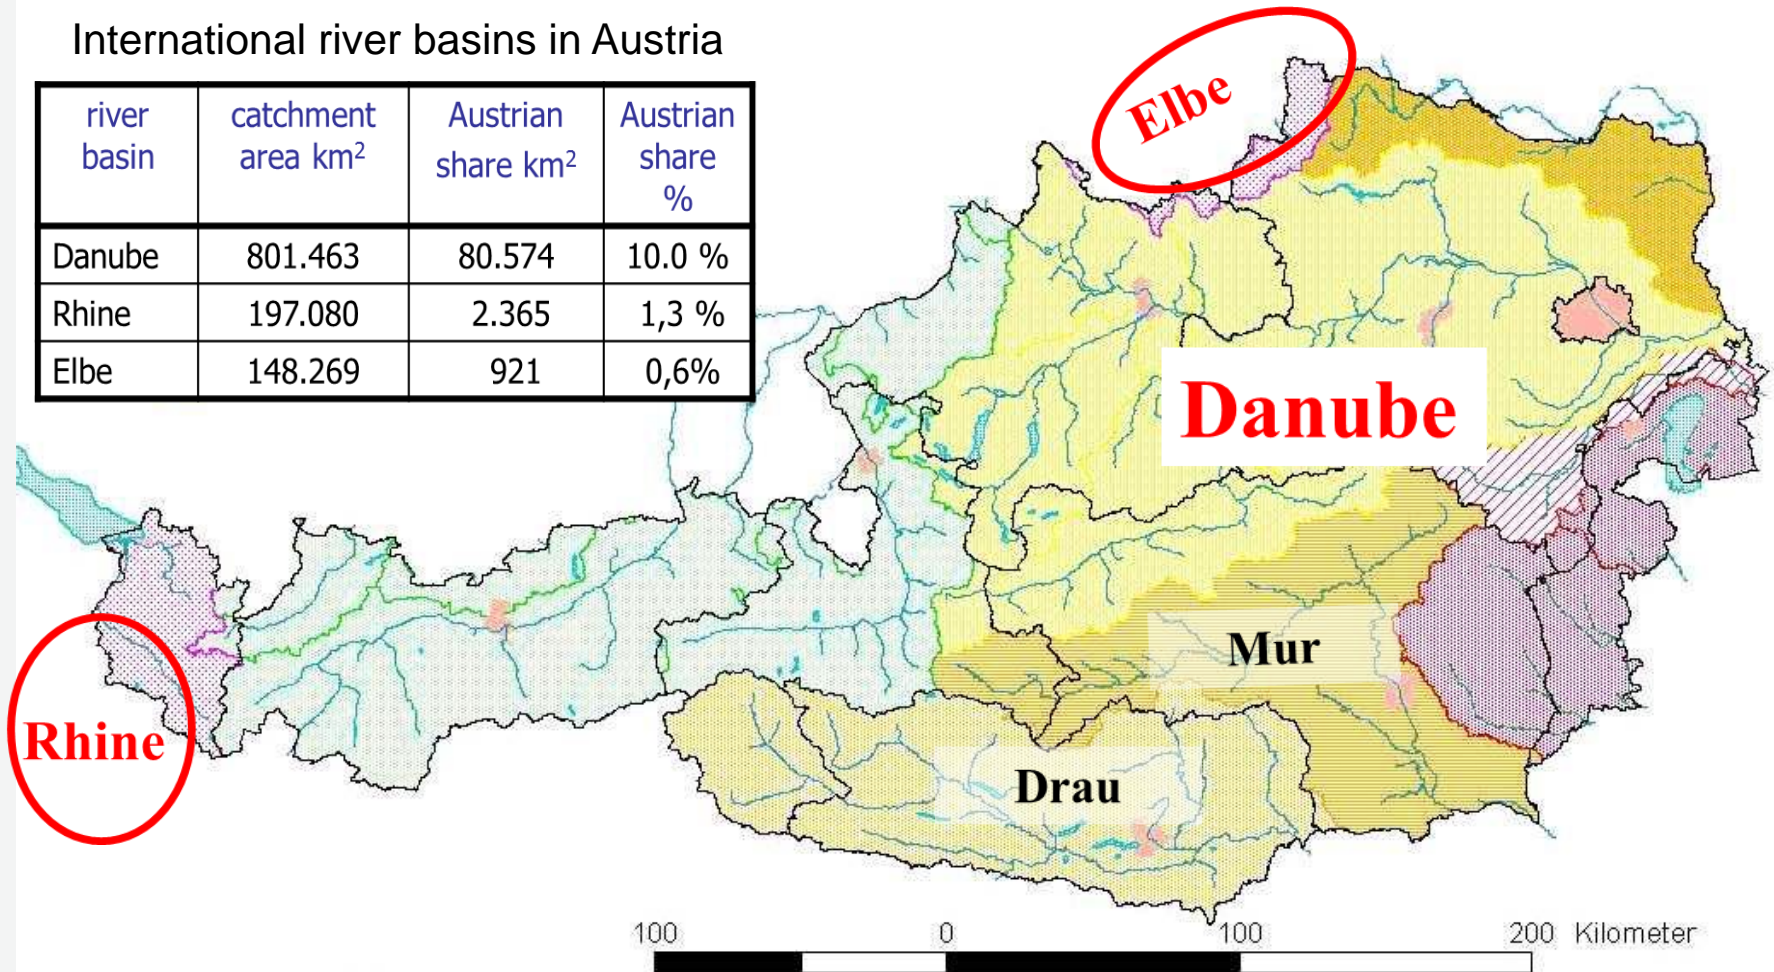 International river basins in Austria
river basin | catchment area km² | Austrian share km² | Austrian share %
Danube | 801.463 | 80.574 | 10.0 %
Rhine | 197.080 | 2.365 | 1,3 %
Elbe | 148.269 | 921 | 0,6%
Elbe
Danube
Mur
Rhine
Drau
100 0 100 200 Kilometer